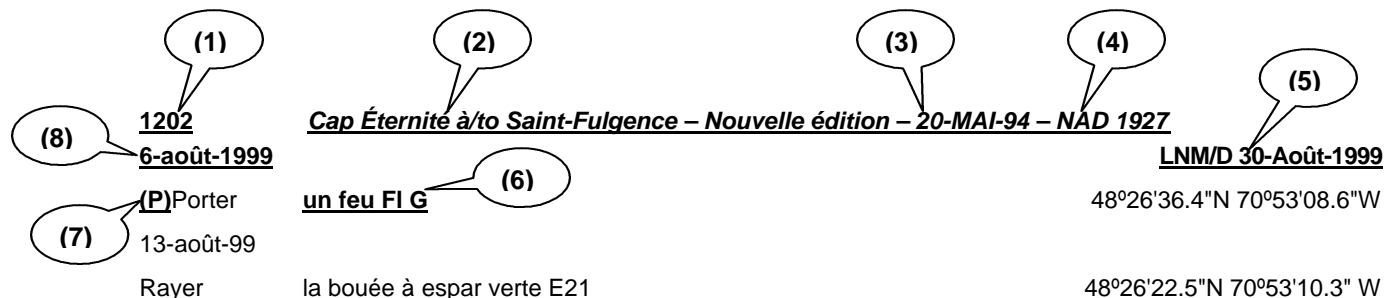 (1) (2) (3) (4)
(5)
1202 Cap Éternité à/to Saint-Fulgence – Nouvelle édition – 20-MAI-94 – NAD 1927
(8) 6-août-1999 LNM/D 30-Août-1999
(P)Porter un feu Fl G (6) 48º26'36.4"N 70º53'08.6"W
(7) 13-août-99
Rayer la bouée à espar verte E21 48º26'22.5"N 70º53'10.3" W